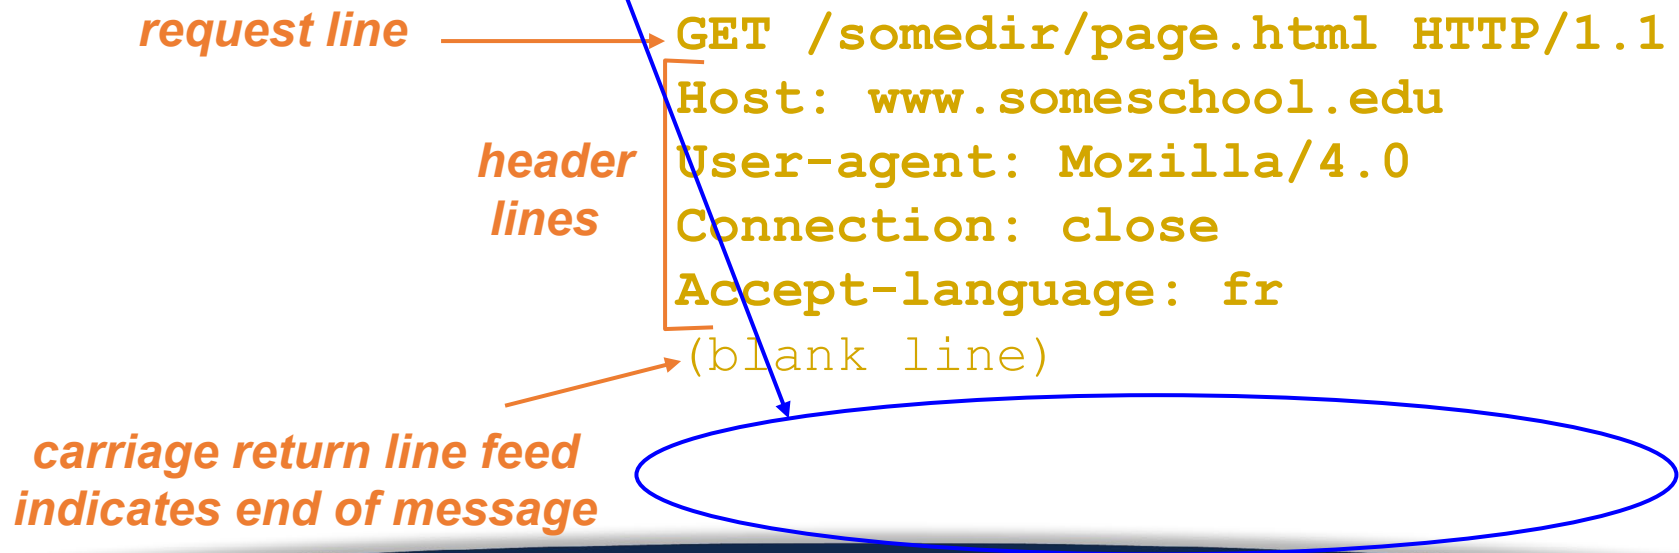 request line
GET /somedir/page.html HTTP/1.1
Host: www.someschool.edu
User-agent: Mozilla/4.0
Connection: close
Accept-language: fr
header
lines
(blank line)
carriage return line feed
indicates end of message